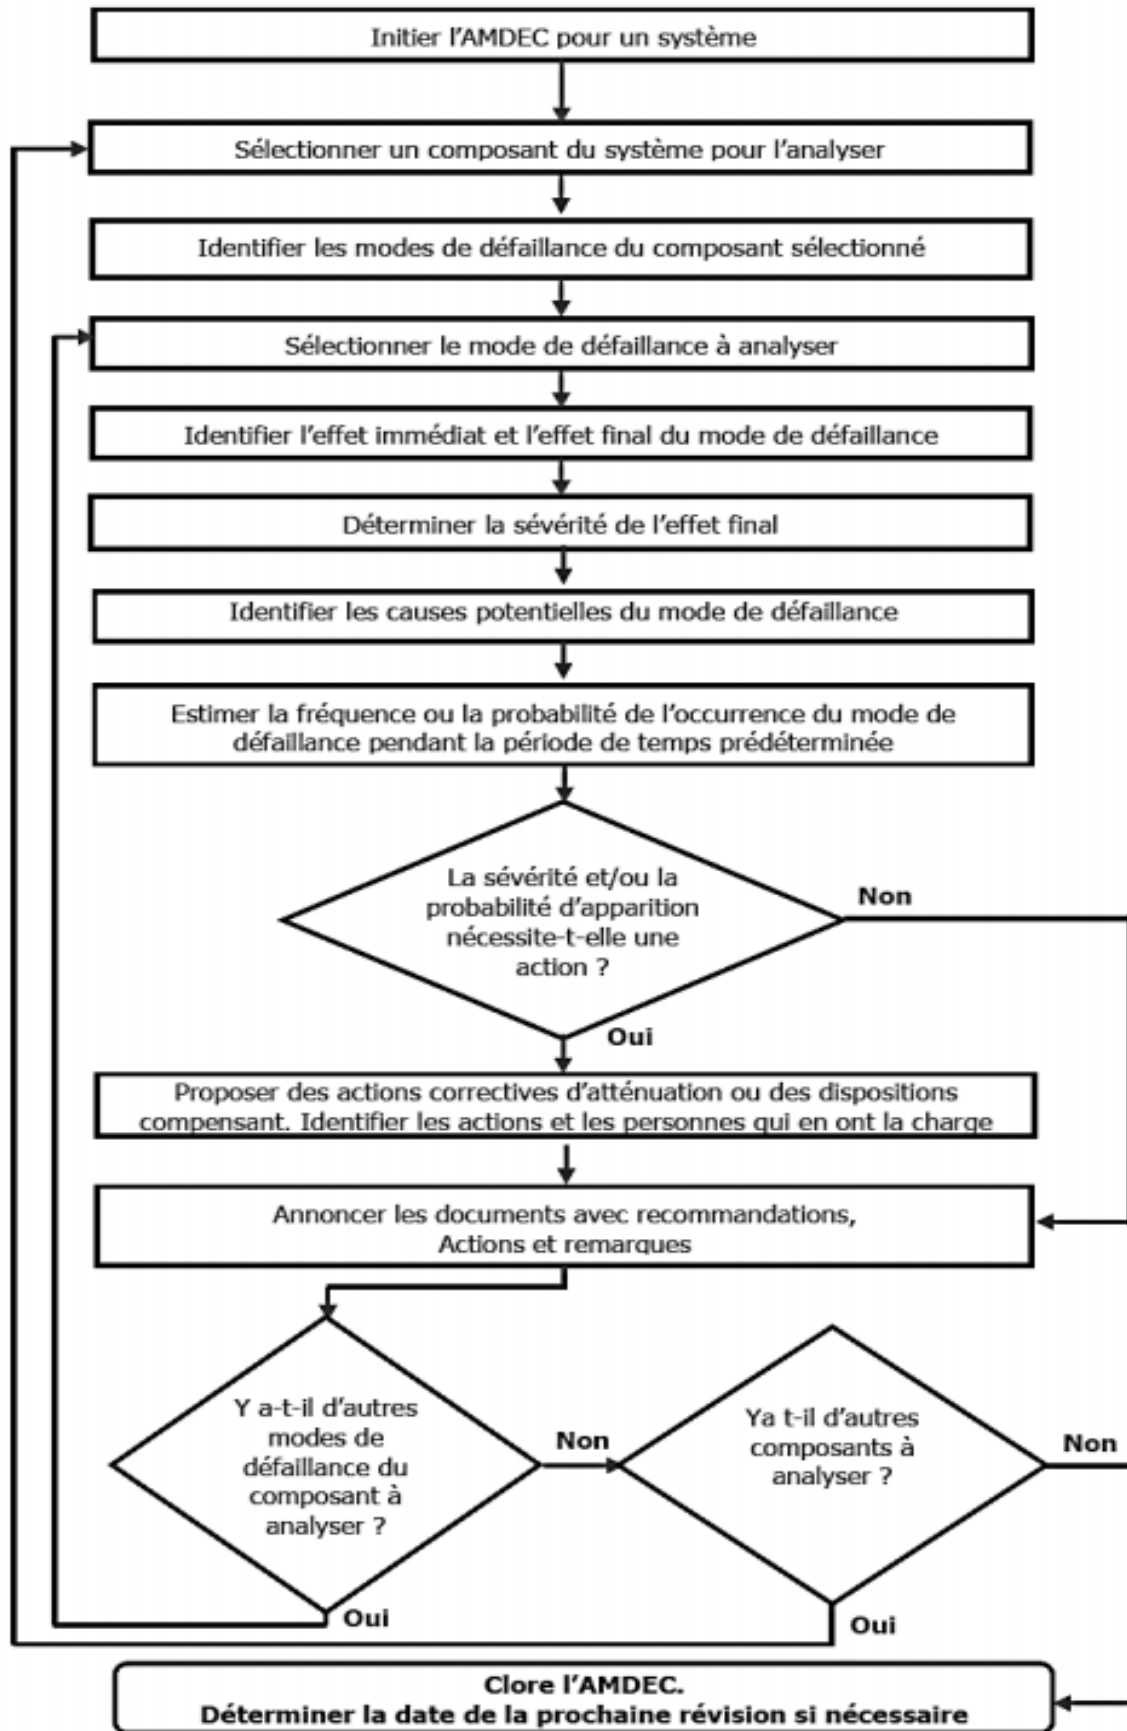 Initier l'AMDEC pour un système
Sélectionner un composant du système pour l'analyser
Identifier les modes de défaillance du composant sélectionné
Sélectionner le mode de défaillance à analyser
Identifier l'effet immédiat et l'effet final du mode de défaillance
Déterminer la sévérité de l'effet final
Identifier les causes potentielles du mode de défaillance
Estimer la fréquence ou la probabilité de l'occurrence du mode de
défaillance pendant la période de temps prédéterminée
La sévérité et/ou la
probabilité d'apparition
nécessite-t-elle une
action ?
Non
Oui
Proposer des actions correctives d'atténuation ou des dispositions
compensant. Identifier les actions et les personnes qui en ont la charge
Annoncer les documents avec recommandations,
Actions et remarques
Y a-t-il d'autres
modes de
défaillance du
composant à
analyser ?
Non
Oui
Ya t-il d'autres
composants à
analyser ?
Non
Oui
Clore l'AMDEC.
Déterminer la date de la prochaine révision si nécessaire